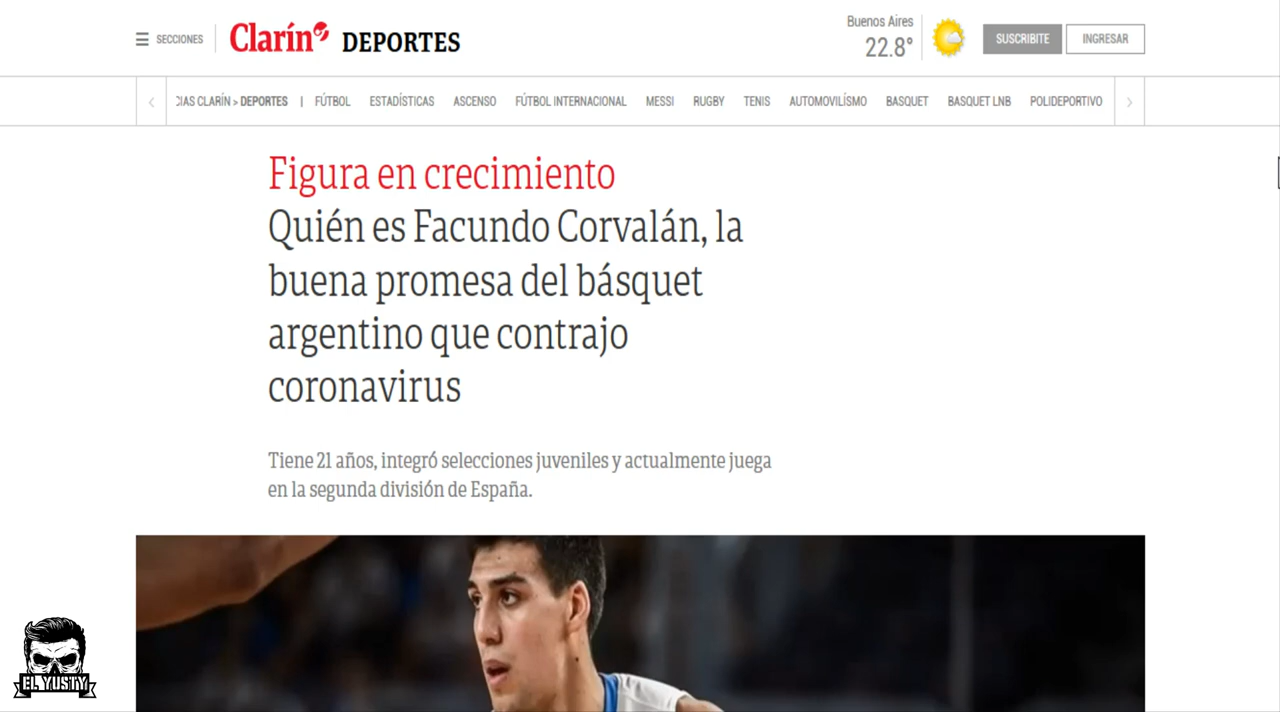 SECCIONES
Clarín DEPORTES
Buenos Aires
22.8°
SUSCRIBITE
INGRESAR
CIAS CLARÍN > DEPORTES | FÚTBOL ESTADÍSTICAS ASCENSO FÚTBOL INTERNACIONAL MESSI RUGBY TENIS AUTOMOVILÍSMO BASQUET BASQUET LNB POLIDEPORTIVO
Figura en crecimiento
Quién es Facundo Corvalán, la
buena promesa del básquet
argentino que contrajo
coronavirus
Tiene 21 años, integró selecciones juveniles y actualmente juega
en la segunda división de España.
EL YUSTY